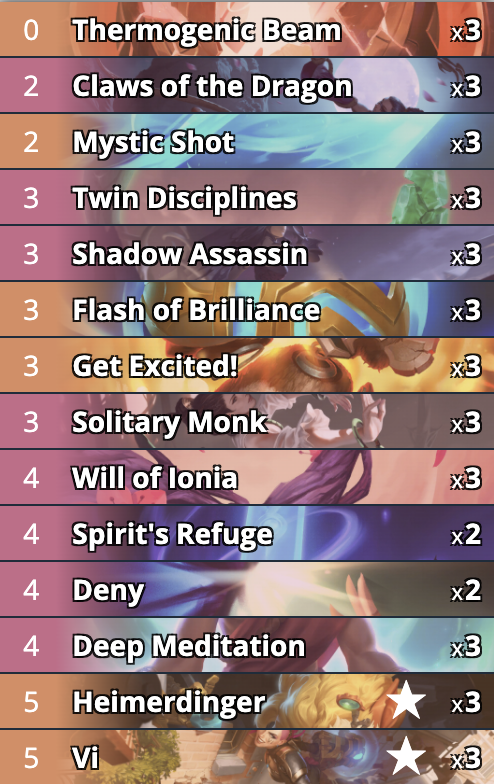 0 Thermogenic Beam x3
2 Claws of the Dragon x3
2 Mystic Shot x3
3 Twin Disciplines x3
3 Shadow Assassin x3
3 Flash of Brilliance x3
3 Get Excited! x3
3 Solitary Monk x3
4 Will of Ionia x3
4 Spirit's Refuge x2
4 Deny x2
4 Deep Meditation x3
5 Heimerdinger x3
5 Vi x3